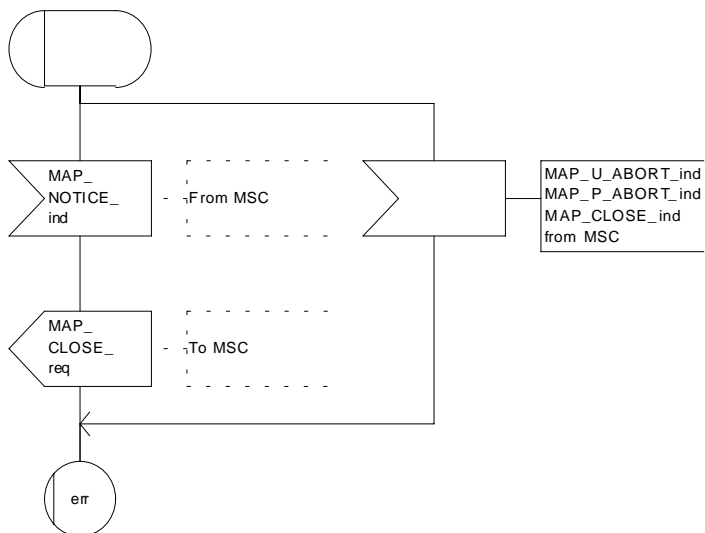 MAP_
NOTICE_
ind
From MSC
MAP_U_ABORT_ind
MAP_P_ABORT_ind
MAP_CLOSE_ind
from MSC
MAP_
CLOSE_
req
To MSC
err